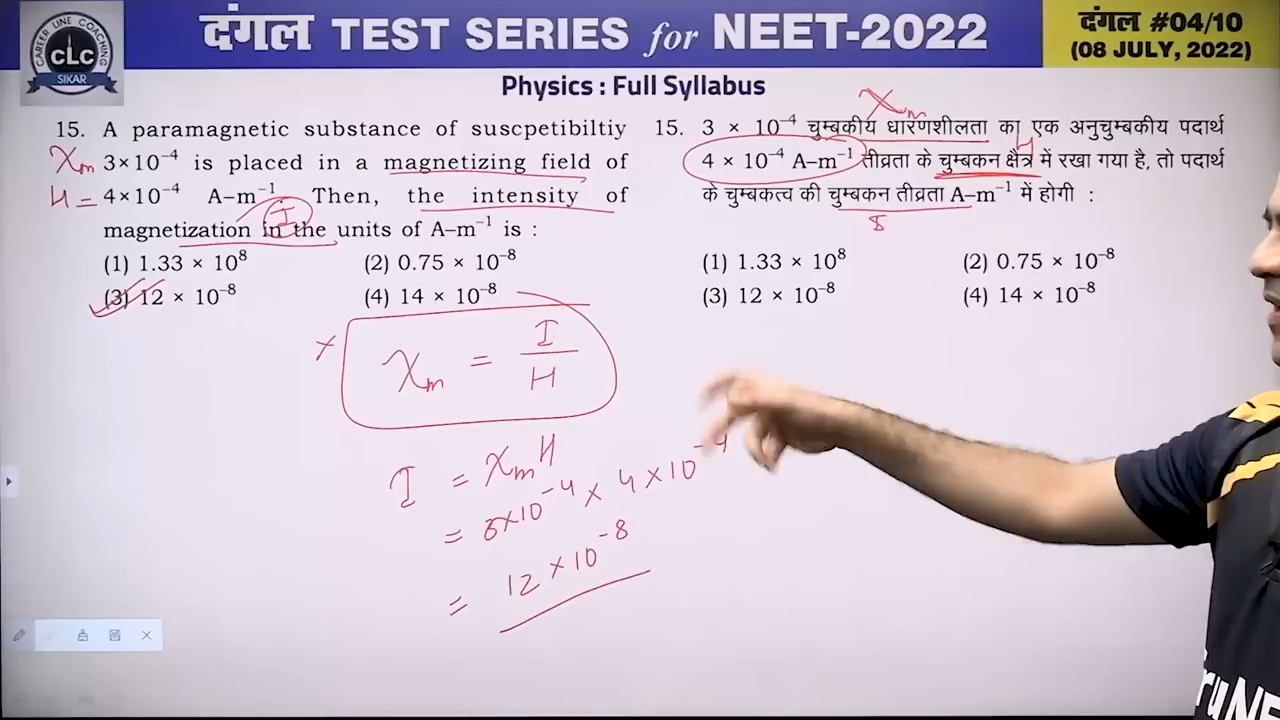 CAREER LINE COACHING
CLC
SIKAR
दंगल TEST SERIES for NEET-2022
दंगल #04/10
(08 JULY, 2022)
Physics : Full Syllabus
15. A paramagnetic substance of suscpetibiltiy
χm 3×10⁻⁴ is placed in a magnetizing field of
H = 4×10⁻⁴ A–m⁻¹ Then, the intensity of
I
magnetization in the units of A–m⁻¹ is :
(1) 1.33 × 10⁸ (2) 0.75 × 10⁻⁸
(3) 12 × 10⁻⁸ (4) 14 × 10⁻⁸
χm
15. 3 × 10⁻⁴ चुम्बकीय धारणशीलता का एक अनुचुम्बकीय पदार्थ
H
4 × 10⁻⁴ A–m⁻¹ तीव्रता के चुम्बकन क्षैत्र में रखा गया है, तो पदार्थ
के चुम्बकत्व की चुम्बकन तीव्रता A–m⁻¹ में होगी :
(1) 1.33 × 10⁸ (2) 0.75 × 10⁻⁸
(3) 12 × 10⁻⁸ (4) 14 × 10⁻⁸
χm = I/H
I = χm H
= 3×10⁻⁴ × 4×10⁻⁴
= 12 × 10⁻⁸